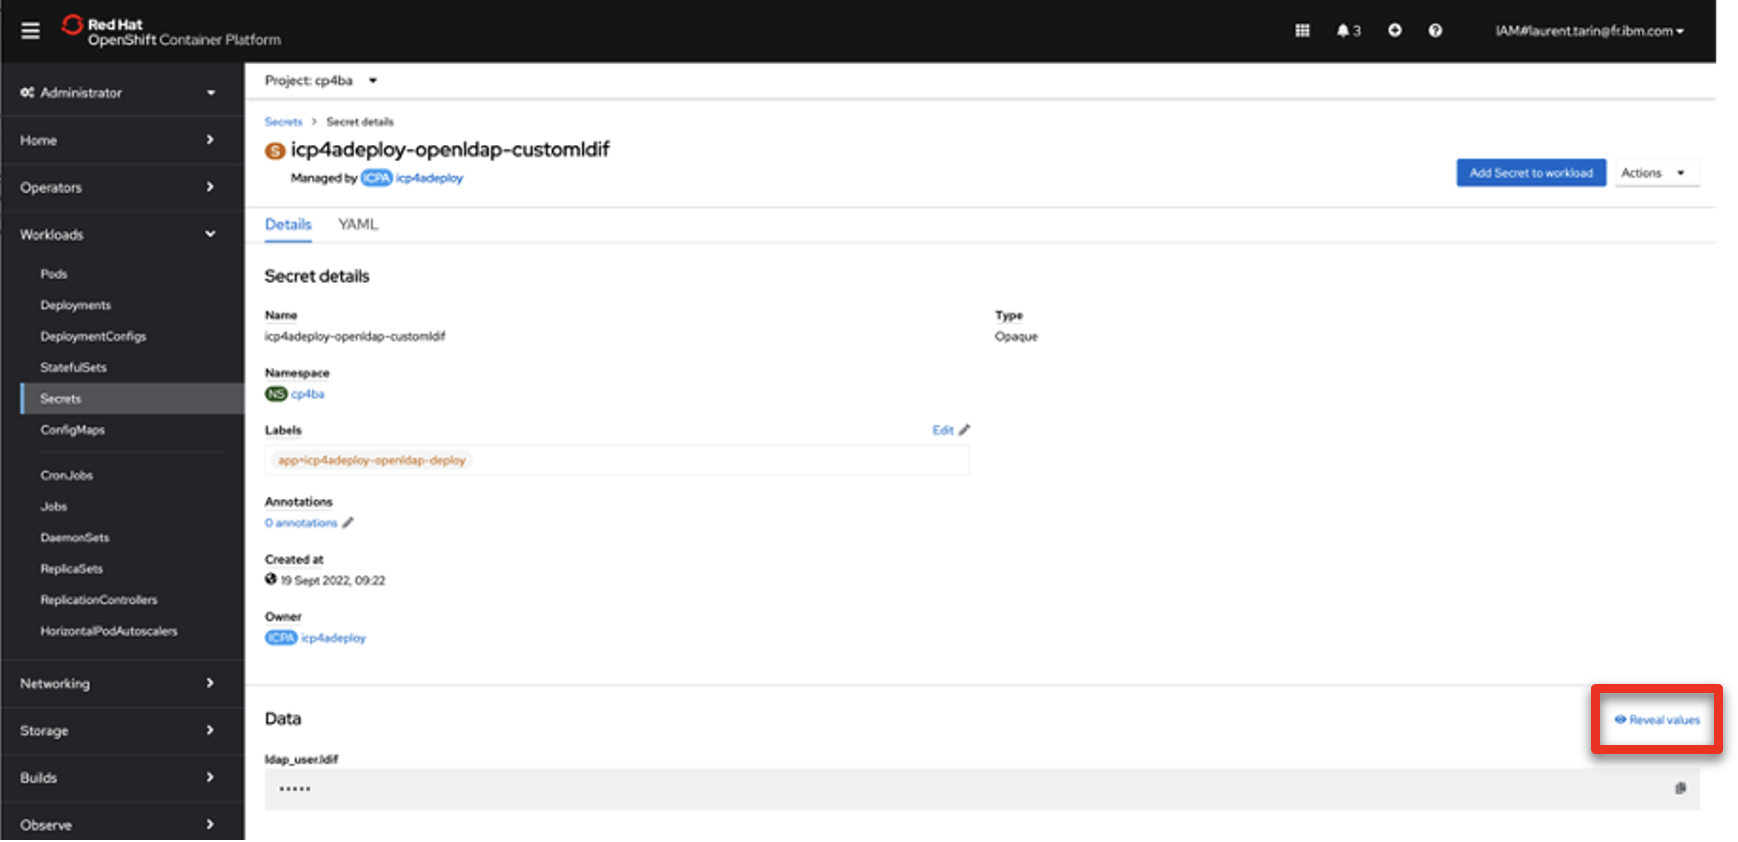 Red Hat
OpenShift Container Platform
3
IAM#laurent.tarin@fr.ibm.com
Administrator
Home
Operators
Workloads
Pods
Deployments
DeploymentConfigs
StatefulSets
Secrets
ConfigMaps
CronJobs
Jobs
DaemonSets
ReplicaSets
ReplicationControllers
HorizontalPodAutoscalers
Networking
Storage
Builds
Observe
Project: cp4ba
Secrets > Secret details
S icp4adeploy-openldap-customldif
Managed by ICPA icp4adeploy
Add Secret to workload
Actions
Details YAML
Secret details
Name
icp4adeploy-openldap-customldif
Type
Opaque
Namespace
NS cp4ba
Labels
Edit
app=icp4adeploy-openldap-deploy
Annotations
0 annotations
Created at
19 Sept 2022, 09:22
Owner
ICPA icp4adeploy
Data
Reveal values
ldap_user.ldif
•••••